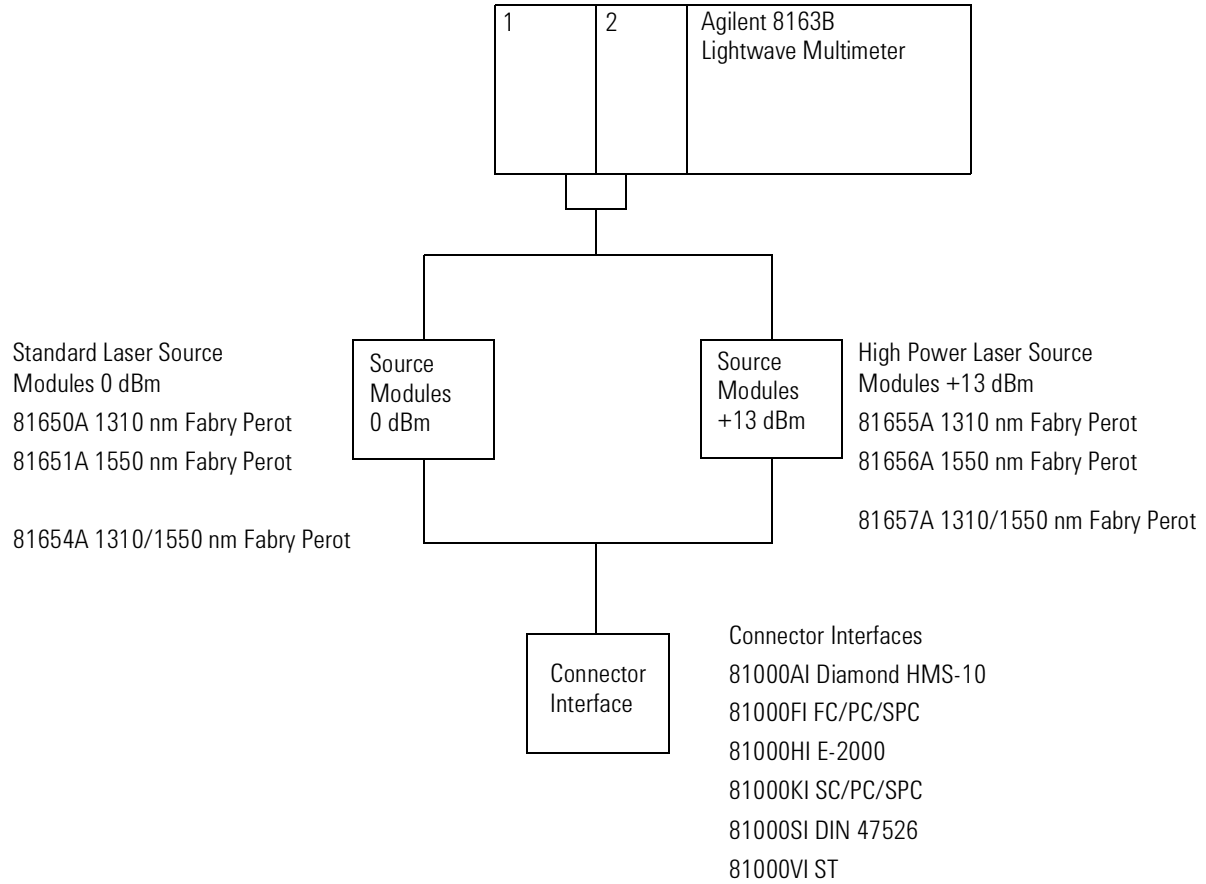 1
2
Agilent 8163B
Lightwave Multimeter
Standard Laser Source
Modules 0 dBm
81650A 1310 nm Fabry Perot
81651A 1550 nm Fabry Perot
81654A 1310/1550 nm Fabry Perot
Source
Modules
0 dBm
Source
Modules
+13 dBm
High Power Laser Source
Modules +13 dBm
81655A 1310 nm Fabry Perot
81656A 1550 nm Fabry Perot
81657A 1310/1550 nm Fabry Perot
Connector
Interface
Connector Interfaces
81000AI Diamond HMS-10
81000FI FC/PC/SPC
81000HI E-2000
81000KI SC/PC/SPC
81000SI DIN 47526
81000VI ST